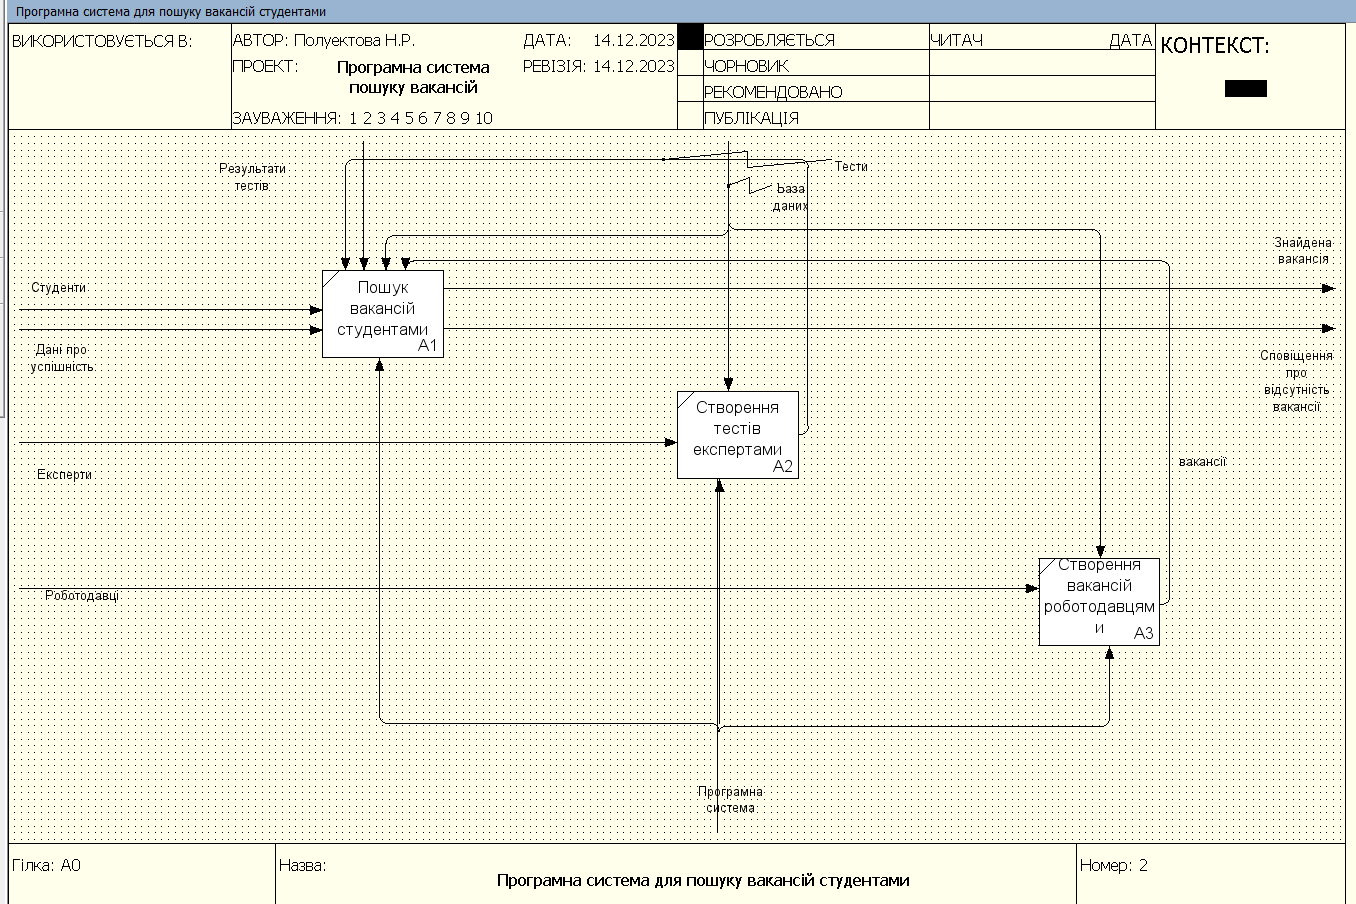 Програмна система для пошуку вакансій студентами
ВИКОРИСТОВУЄТЬСЯ В:
АВТОР: Полуектова Н.Р.
ДАТА: 14.12.2023
ПРОЕКТ: Програмна система
пошуку вакансій
РЕВІЗІЯ: 14.12.2023
ЗАУВАЖЕННЯ: 1 2 3 4 5 6 7 8 9 10
РОЗРОБЛЯЄТЬСЯ
ЧОРНОВИК
РЕКОМЕНДОВАНО
ПУБЛІКАЦІЯ
ЧИТАЧ
ДАТА
КОНТЕКСТ:
Результати
тестів
Тести
База
даних
Знайдена
вакансія
Студенти
Пошук
вакансій
студентами
A1
Дані про
успішність
Сповіщення
про
відсутність
вакансії
Створення
тестів
експертами
A2
Експерти
вакансії
Створення
вакансій
роботодавцям
и
A3
Роботодавці
Програмна
система
Гілка: A0
Назва:
Програмна система для пошуку вакансій студентами
Номер: 2